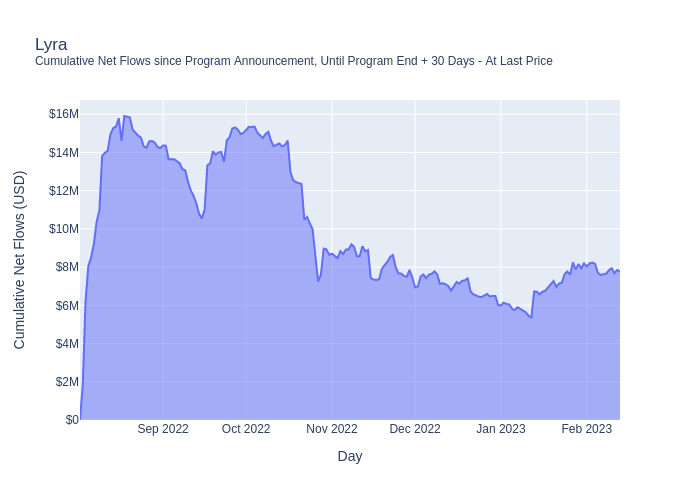 Lyra
Cumulative Net Flows since Program Announcement, Until Program End + 30 Days - At Last Price
$16M
$14M
$12M
$10M
$8M
$6M
$4M
$2M
$0
Cumulative Net Flows (USD)
Sep 2022
Oct 2022
Nov 2022
Dec 2022
Jan 2023
Feb 2023
Day